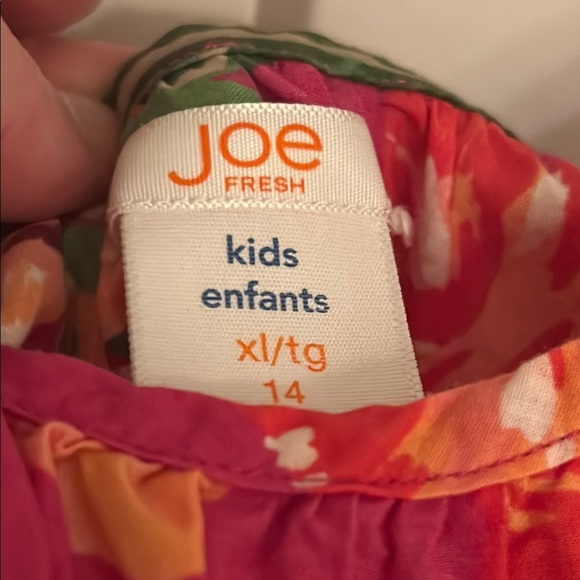 Joe
FRESH
kids
enfants
xl/tg
14